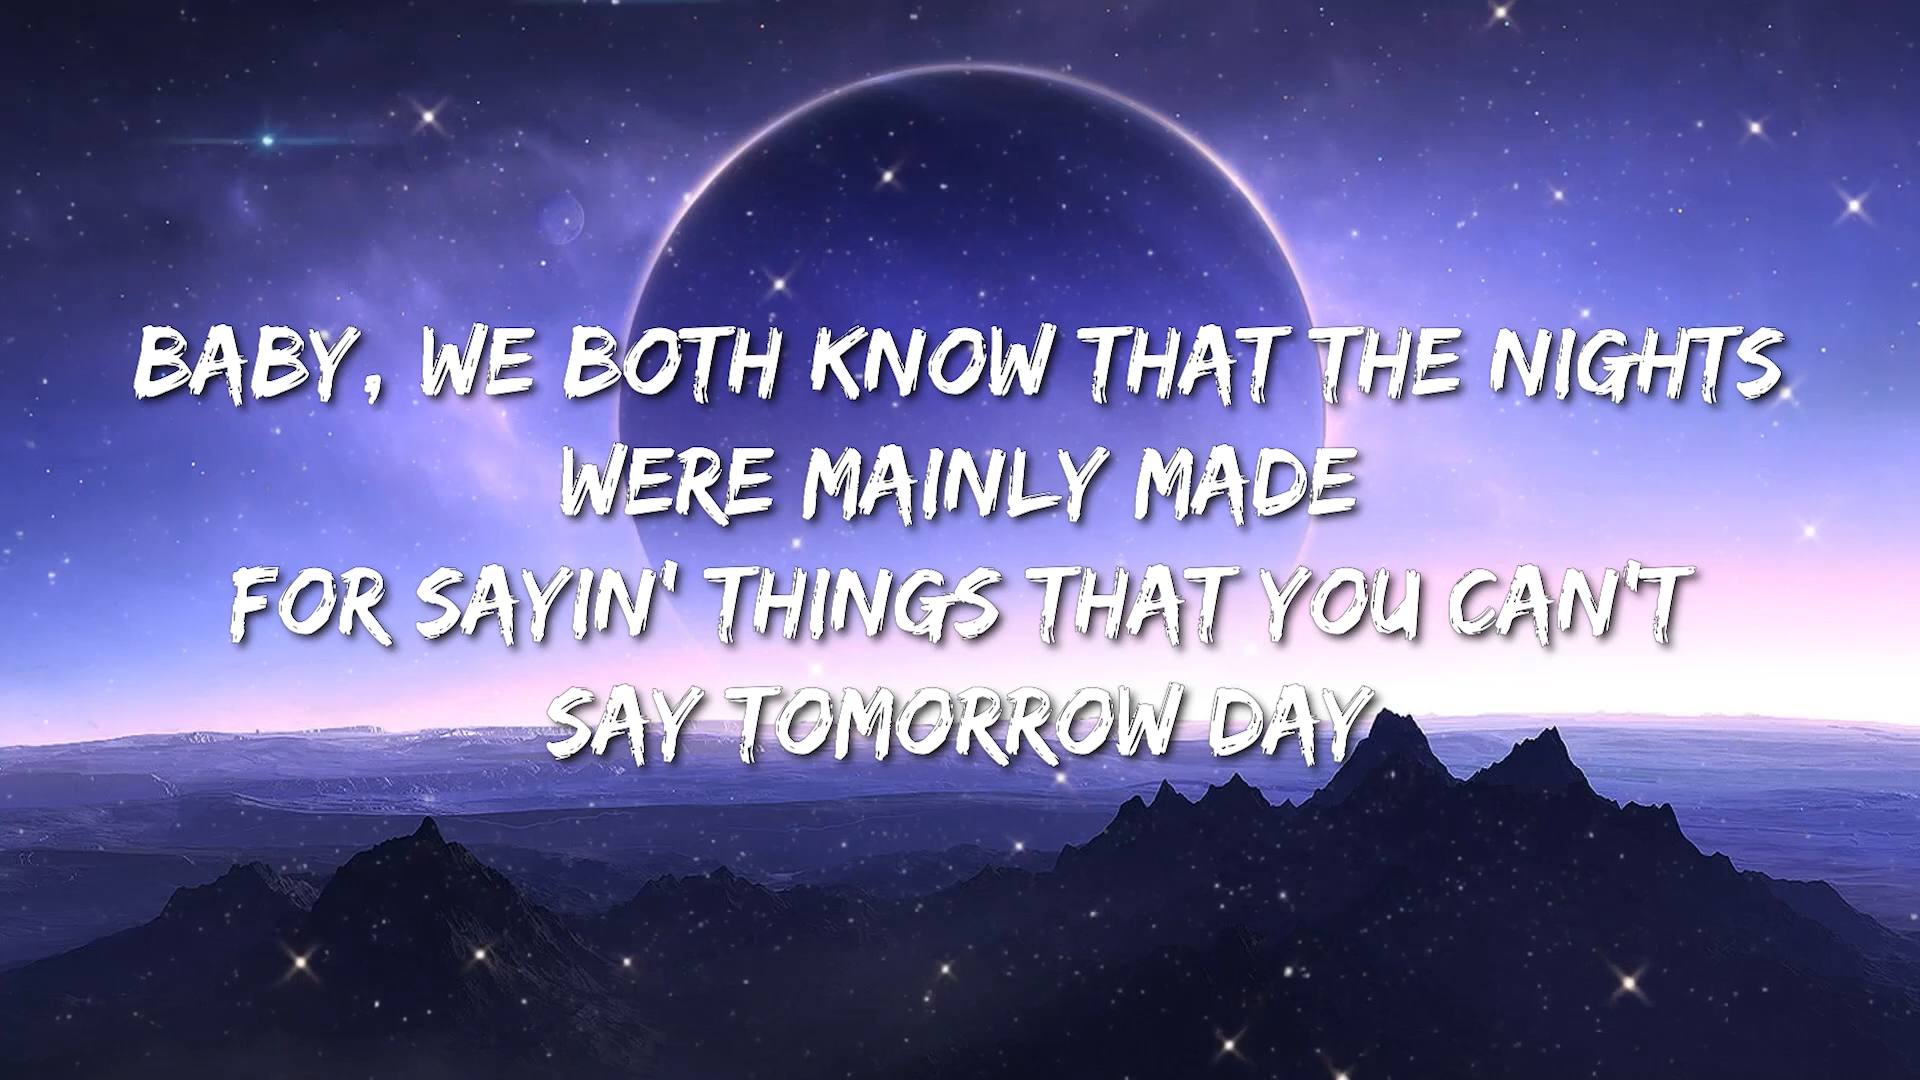 BABY, WE BOTH KNOW THAT THE NIGHTS
WERE MAINLY MADE
FOR SAYIN' THINGS THAT YOU CAN'T
SAY TOMORROW DAY